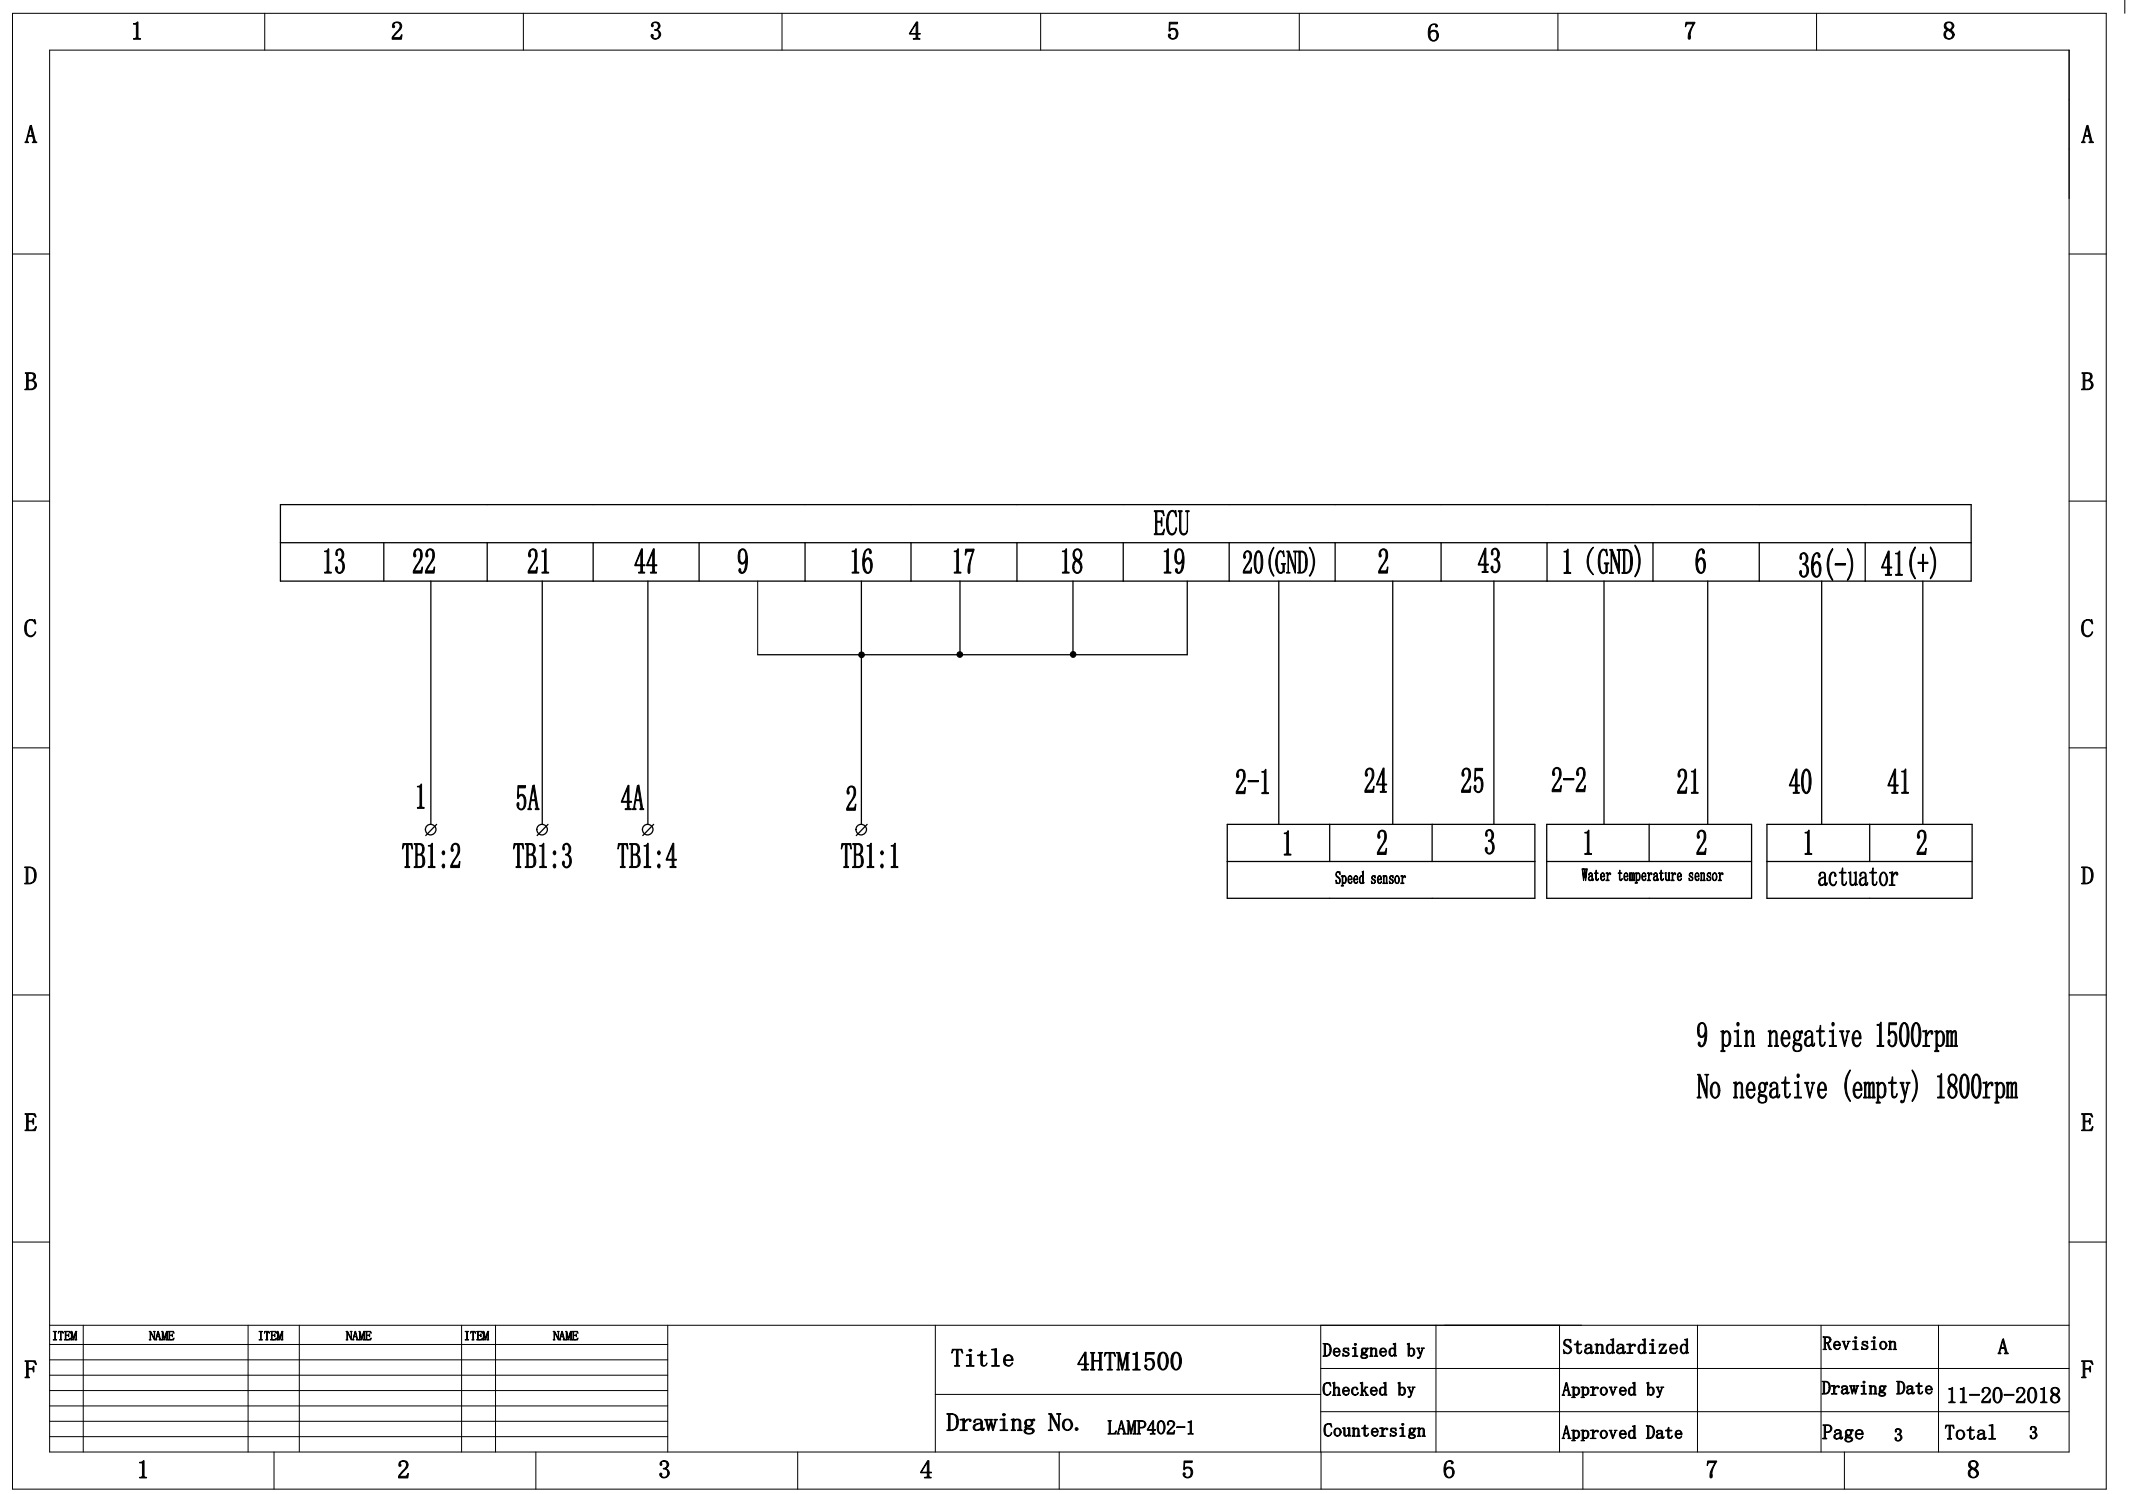 1 2 3 4 5 6 7 8
A A
B B
C C
D D
E E
F F
ECU
13 22 21 44 9 16 17 18 19 20(GND) 2 43 1 (GND) 6 36(-) 41(+)
1 5A 4A 2 2-1 24 25 2-2 21 40 41
TB1:2 TB1:3 TB1:4 TB1:1
1 2 3 1 2 1 2
Speed sensor Water temperature sensor actuator
9 pin negative 1500rpm
No negative (empty) 1800rpm
ITEM NAME ITEM NAME ITEM NAME
Title 4HTM1500
Drawing No. LAMP402-1
Designed by Standardized Revision A
Checked by Approved by Drawing Date 11-20-2018
Countersign Approved Date Page 3 Total 3
1 2 3 4 5 6 7 8